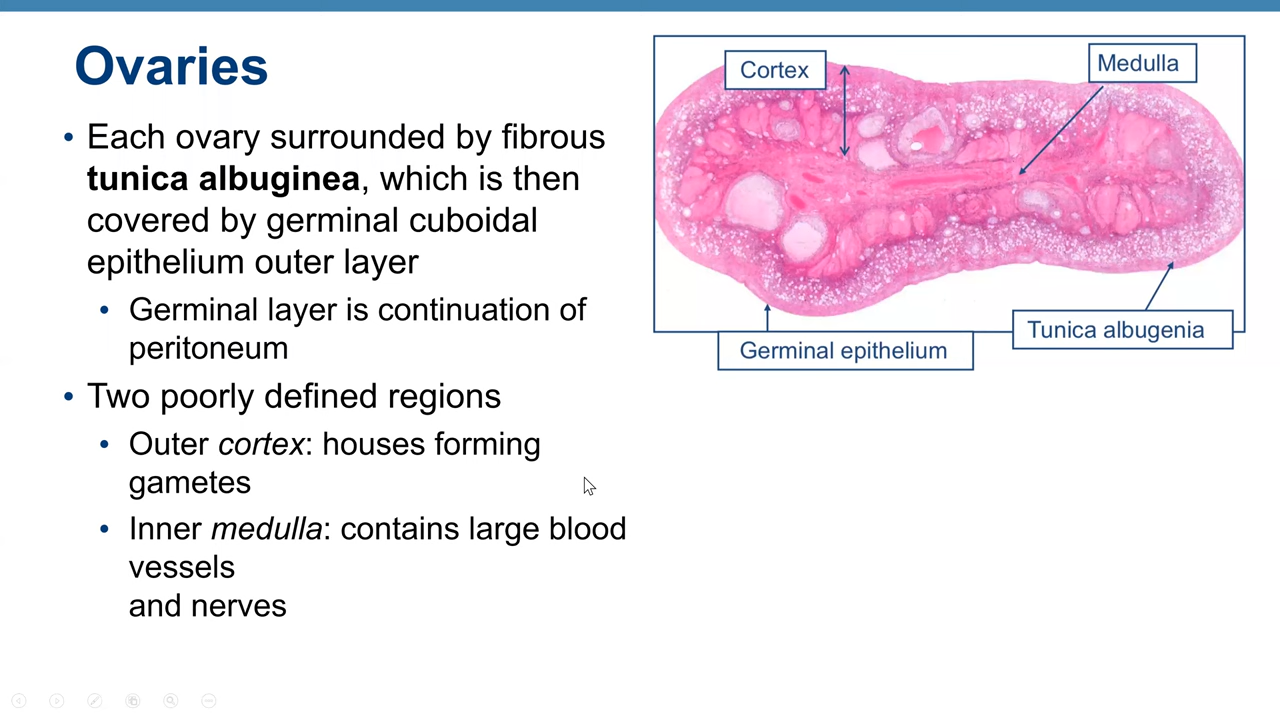 Ovaries
• Each ovary surrounded by fibrous
tunica albuginea, which is then
covered by germinal cuboidal
epithelium outer layer
• Germinal layer is continuation of
peritoneum
• Two poorly defined regions
• Outer cortex: houses forming
gametes
• Inner medulla: contains large blood
vessels
and nerves
Cortex
Medulla
Tunica albugenia
Germinal epithelium